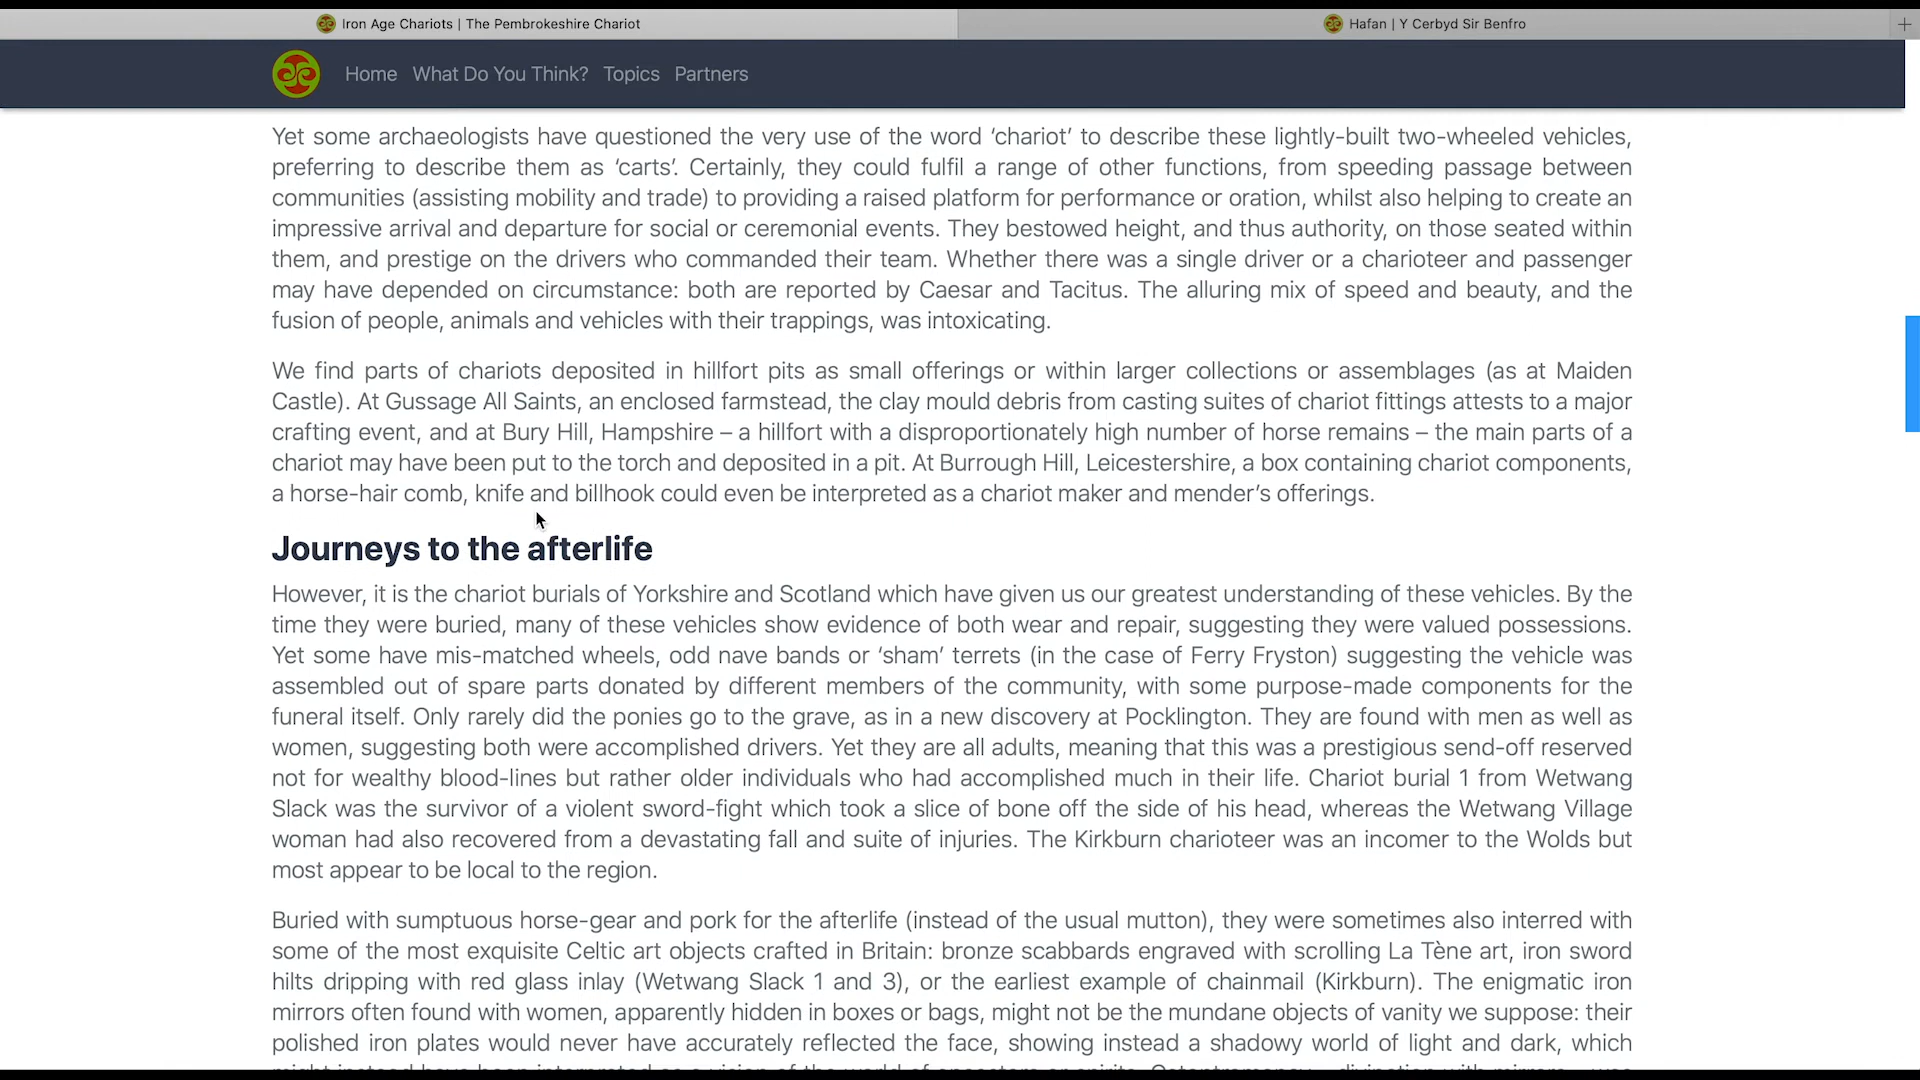 Iron Age Chariots | The Pembrokeshire Chariot
Hafan | Y Cerbyd Sir Benfro
Home What Do You Think? Topics Partners
Yet some archaeologists have questioned the very use of the word ‘chariot’ to describe these lightly-built two-wheeled vehicles,
preferring to describe them as ‘carts’. Certainly, they could fulfil a range of other functions, from speeding passage between
communities (assisting mobility and trade) to providing a raised platform for performance or oration, whilst also helping to create an
impressive arrival and departure for social or ceremonial events. They bestowed height, and thus authority, on those seated within
them, and prestige on the drivers who commanded their team. Whether there was a single driver or a charioteer and passenger
may have depended on circumstance: both are reported by Caesar and Tacitus. The alluring mix of speed and beauty, and the
fusion of people, animals and vehicles with their trappings, was intoxicating.
We find parts of chariots deposited in hillfort pits as small offerings or within larger collections or assemblages (as at Maiden
Castle). At Gussage All Saints, an enclosed farmstead, the clay mould debris from casting suites of chariot fittings attests to a major
crafting event, and at Bury Hill, Hampshire – a hillfort with a disproportionately high number of horse remains – the main parts of a
chariot may have been put to the torch and deposited in a pit. At Burrough Hill, Leicestershire, a box containing chariot components,
a horse-hair comb, knife and billhook could even be interpreted as a chariot maker and mender’s offerings.
Journeys to the afterlife
However, it is the chariot burials of Yorkshire and Scotland which have given us our greatest understanding of these vehicles. By the
time they were buried, many of these vehicles show evidence of both wear and repair, suggesting they were valued possessions.
Yet some have mis-matched wheels, odd nave bands or ‘sham’ terrets (in the case of Ferry Fryston) suggesting the vehicle was
assembled out of spare parts donated by different members of the community, with some purpose-made components for the
funeral itself. Only rarely did the ponies go to the grave, as in a new discovery at Pocklington. They are found with men as well as
women, suggesting both were accomplished drivers. Yet they are all adults, meaning that this was a prestigious send-off reserved
not for wealthy blood-lines but rather older individuals who had accomplished much in their life. Chariot burial 1 from Wetwang
Slack was the survivor of a violent sword-fight which took a slice of bone off the side of his head, whereas the Wetwang Village
woman had also recovered from a devastating fall and suite of injuries. The Kirkburn charioteer was an incomer to the Wolds but
most appear to be local to the region.
Buried with sumptuous horse-gear and pork for the afterlife (instead of the usual mutton), they were sometimes also interred with
some of the most exquisite Celtic art objects crafted in Britain: bronze scabbards engraved with scrolling La Tène art, iron sword
hilts dripping with red glass inlay (Wetwang Slack 1 and 3), or the earliest example of chainmail (Kirkburn). The enigmatic iron
mirrors often found with women, apparently hidden in boxes or bags, might not be the mundane objects of vanity we suppose: their
polished iron plates would never have accurately reflected the face, showing instead a shadowy world of light and dark, which